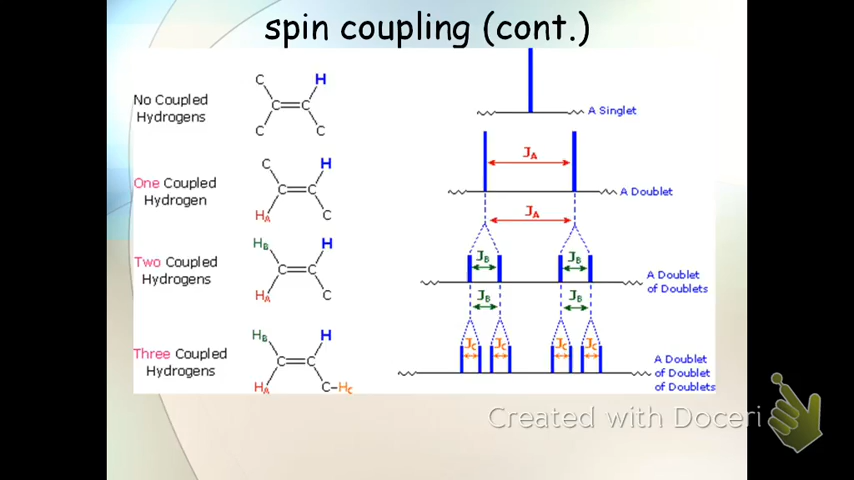 spin coupling (cont.)
No Coupled
Hydrogens
C
H
C
C
C
C
A Singlet
One Coupled
Hydrogen
C
H
C
C
HA
C
JA
A Doublet
JA
Two Coupled
Hydrogens
HB
H
C
C
HA
C
JB
JB
A Doublet
of Doublets
JB
JB
Three Coupled
Hydrogens
HB
H
C
C
HA
C-HC
JC
JC
JC
JC
A Doublet
of Doublet
of Doublets
Created with Doceri